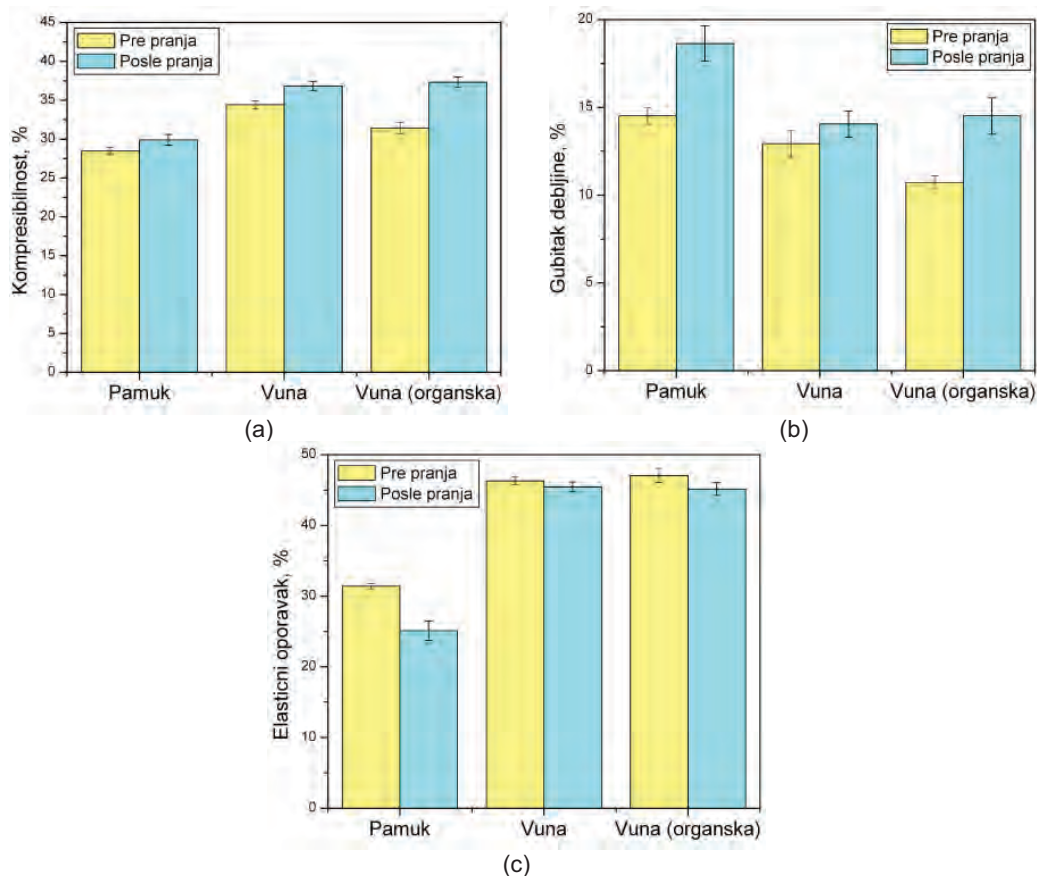 Kompresibilnost, %
45
40
35
30
25
20
15
10
5
0
Pre pranja
Posle pranja
Pamuk
Vuna
Vuna (organska)
(a)
Gubitak debljine, %
20
15
10
5
0
Pre pranja
Posle pranja
Pamuk
Vuna
Vuna (organska)
(b)
Elasticni oporavak, %
50
40
30
20
10
0
Pre pranja
Posle pranja
Pamuk
Vuna
Vuna (organska)
(c)